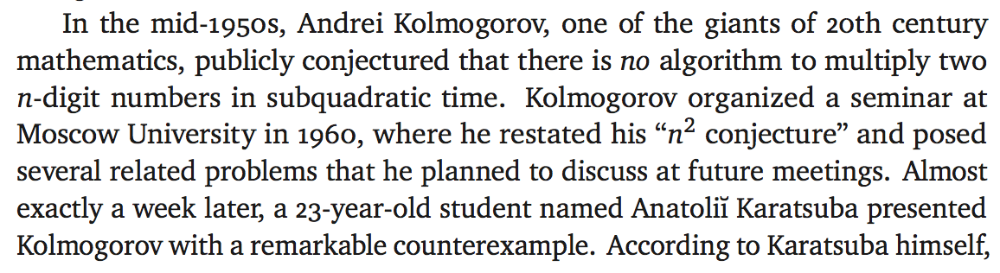 In the mid-1950s, Andrei Kolmogorov, one of the giants of 20th century
mathematics, publicly conjectured that there is no algorithm to multiply two
n-digit numbers in subquadratic time. Kolmogorov organized a seminar at
Moscow University in 1960, where he restated his “n² conjecture” and posed
several related problems that he planned to discuss at future meetings. Almost
exactly a week later, a 23-year-old student named Anatoliĭ Karatsuba presented
Kolmogorov with a remarkable counterexample. According to Karatsuba himself,